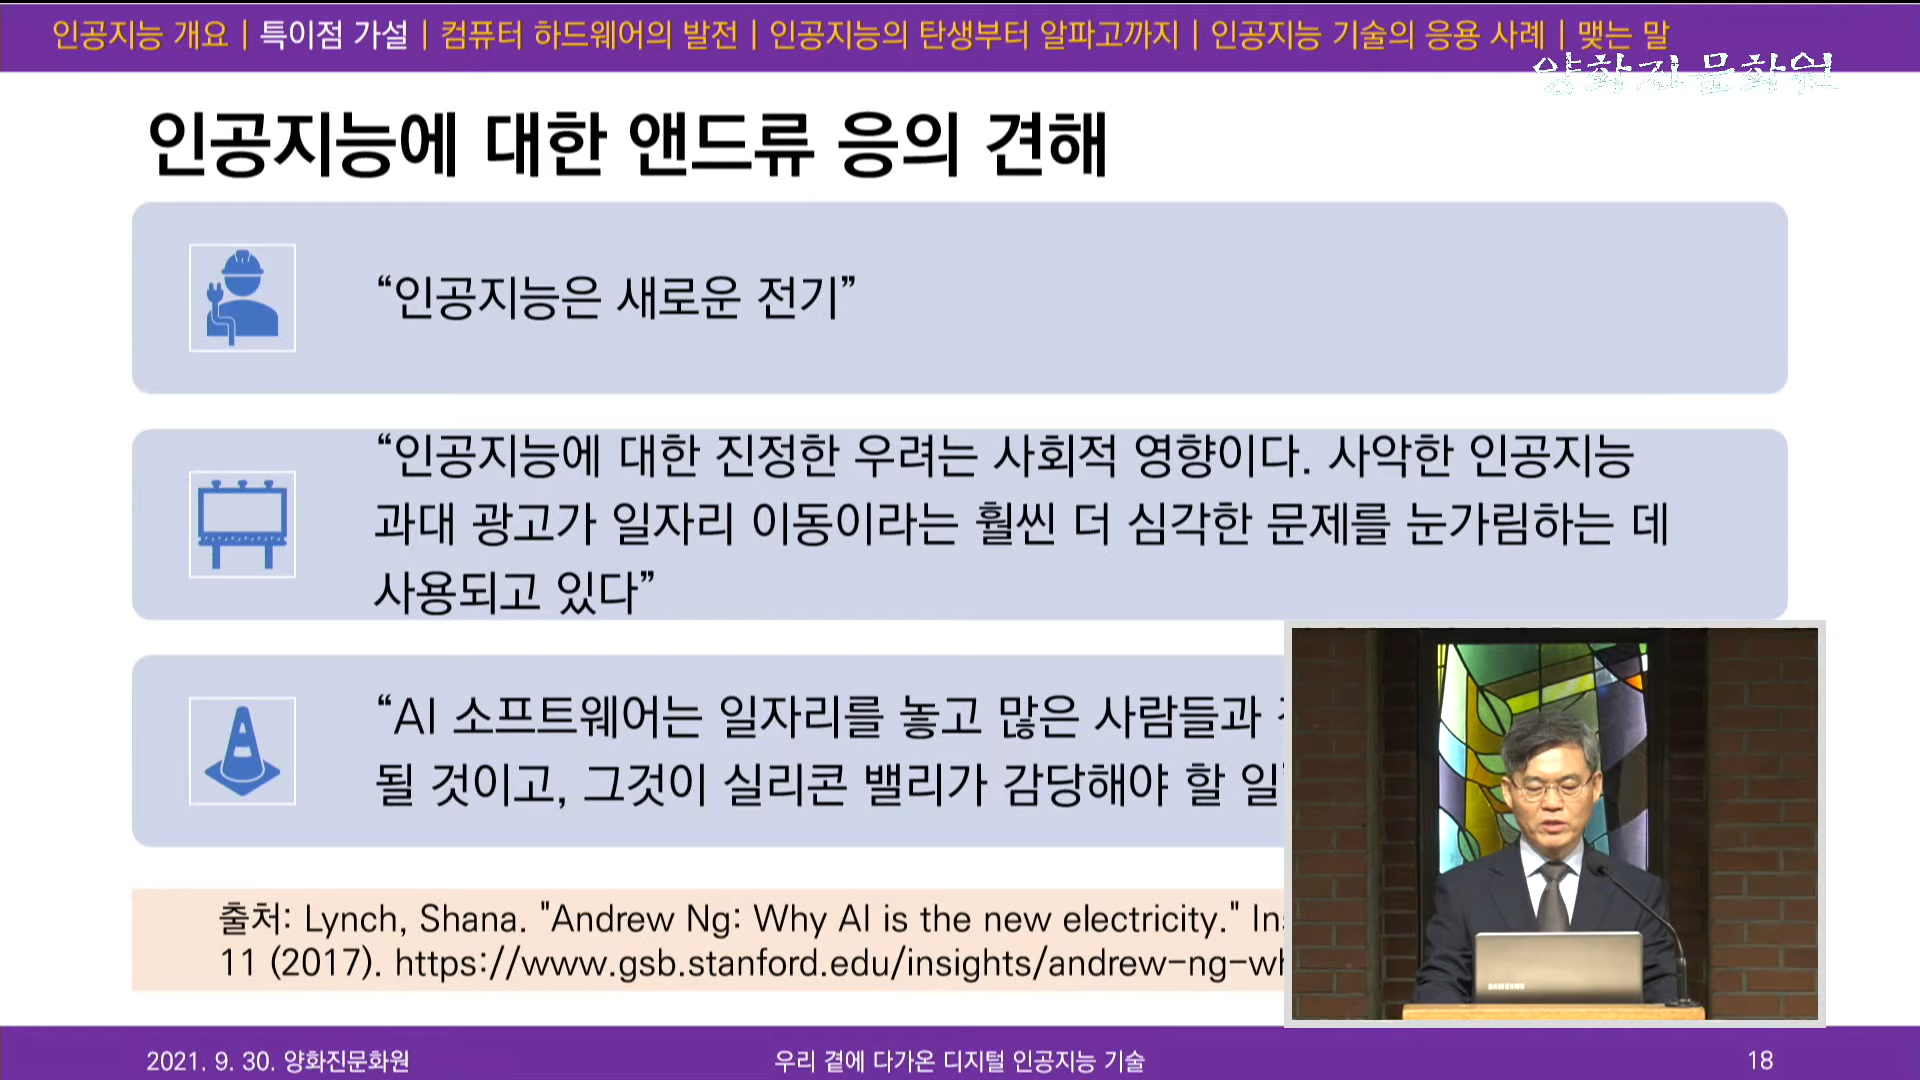 인공지능 개요 | 특이점 가설 | 컴퓨터 하드웨어의 발전 | 인공지능의 탄생부터 알파고까지 | 인공지능 기술의 응용 사례 | 맺는 말
양화진문화원
인공지능에 대한 앤드류 응의 견해
“인공지능은 새로운 전기”
“인공지능에 대한 진정한 우려는 사회적 영향이다. 사악한 인공지능
과대 광고가 일자리 이동이라는 훨씬 더 심각한 문제를 눈가림하는 데
사용되고 있다”
“AI 소프트웨어는 일자리를 놓고 많은 사람들과
될 것이고, 그것이 실리콘 밸리가 감당해야 할 일”
출처: Lynch, Shana. "Andrew Ng: Why AI is the new electricity."
11 (2017). https://www.gsb.stanford.edu/insights/andrew-ng-wh
SAMSUNG
2021. 9. 30. 양화진문화원
우리 곁에 다가온 디지털 인공지능 기술
18